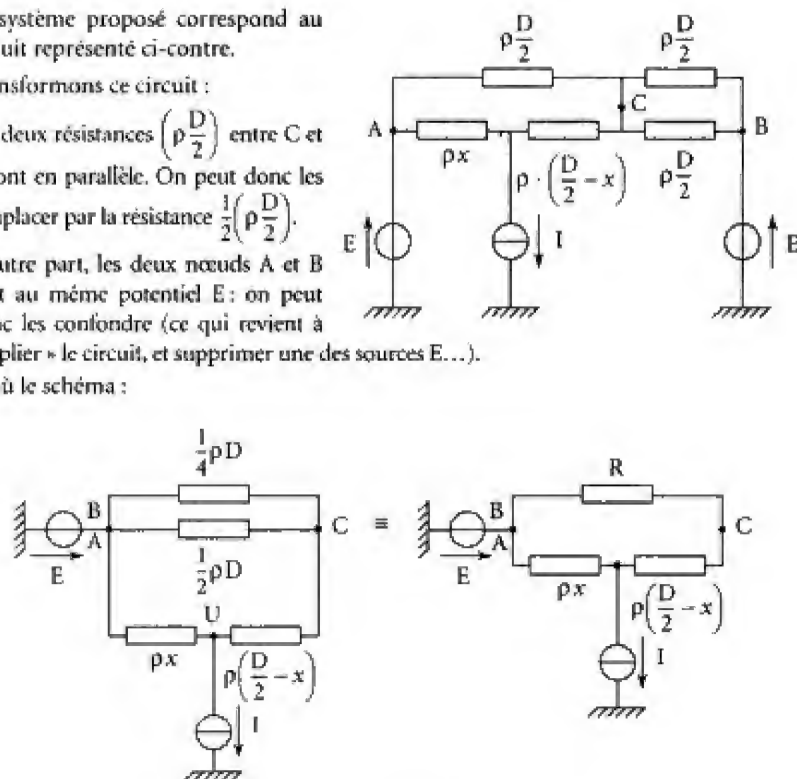 système proposé correspond au
uit représenté ci-contre.
nsformons ce circuit :
deux résistances (ρ D/2) entre C et
ont en parallèle. On peut donc les
nplacer par la résistance 1/2(ρ D/2).
utre part, les deux nœuds A et B
t au même potentiel E : on peut
nc les confondre (ce qui revient à
plier » le circuit, et supprimer une des sources E...).
ù le schéma :
ρ D/2 ρ D/2
C
A B
ρx ρ · (D/2 – x) ρ D/2
E I E
1/4 ρD R
B C ≡ B C
A A
E 1/2 ρD E
U ρx ρ(D/2 – x)
ρx ρ(D/2 – x)
I I